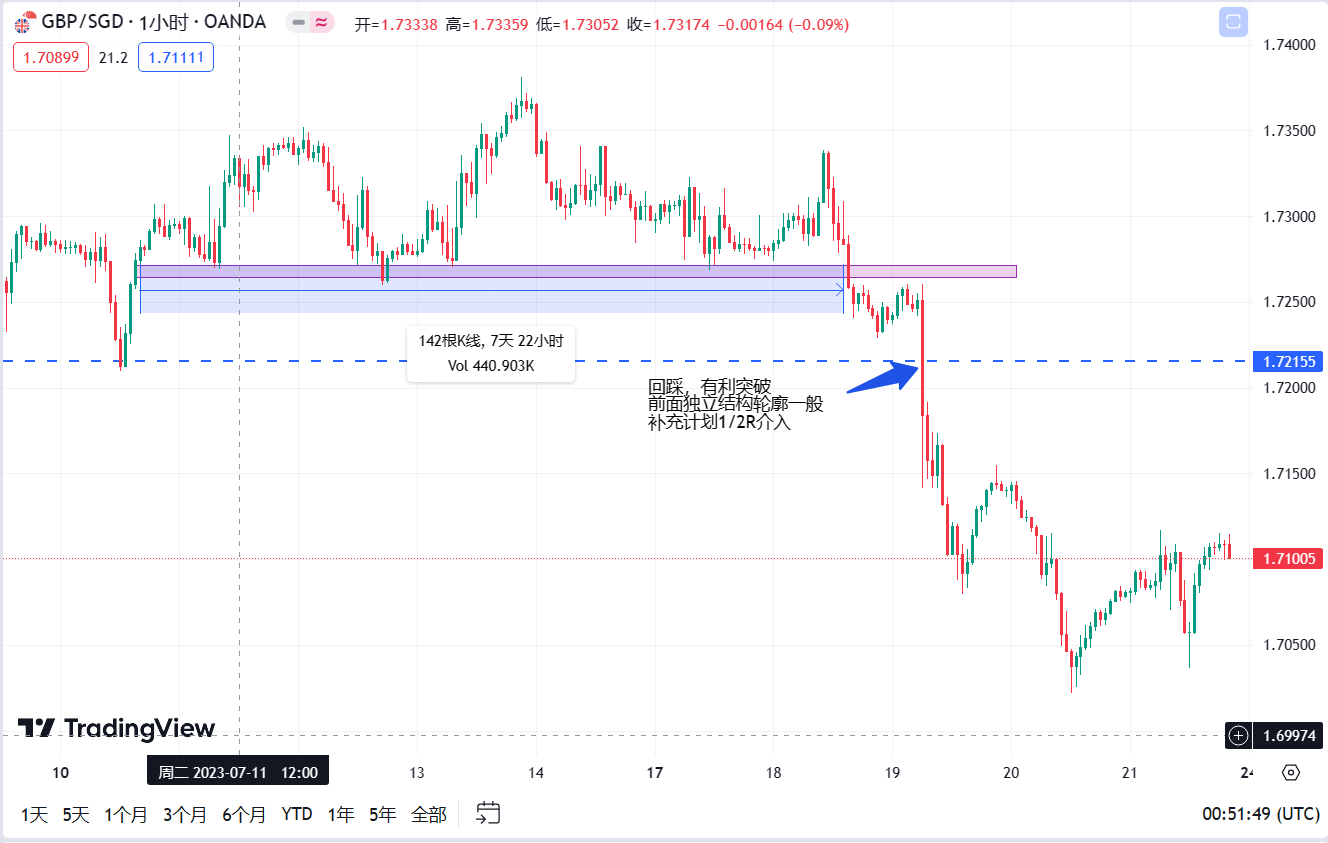 GBP/SGD · 1小时 · OANDA
开=1.73338 高=1.73359 低=1.73052 收=1.73174 −0.00164 (−0.09%)
1.70899 21.2 1.71111
1.74000
1.73500
1.73000
1.72500
1.72155
1.72000
1.71500
1.71005
1.70500
1.69974
142根K线, 7天 22小时
Vol 440.903K
回踩，有利突破
前面独立结构轮廓一般
补充计划1/2R介入
TradingView
10 周二 2023-07-11 12:00 13 14 17 18 19 20 21 24
1天 5天 1个月 3个月 6个月 YTD 1年 5年 全部
00:51:49 (UTC)